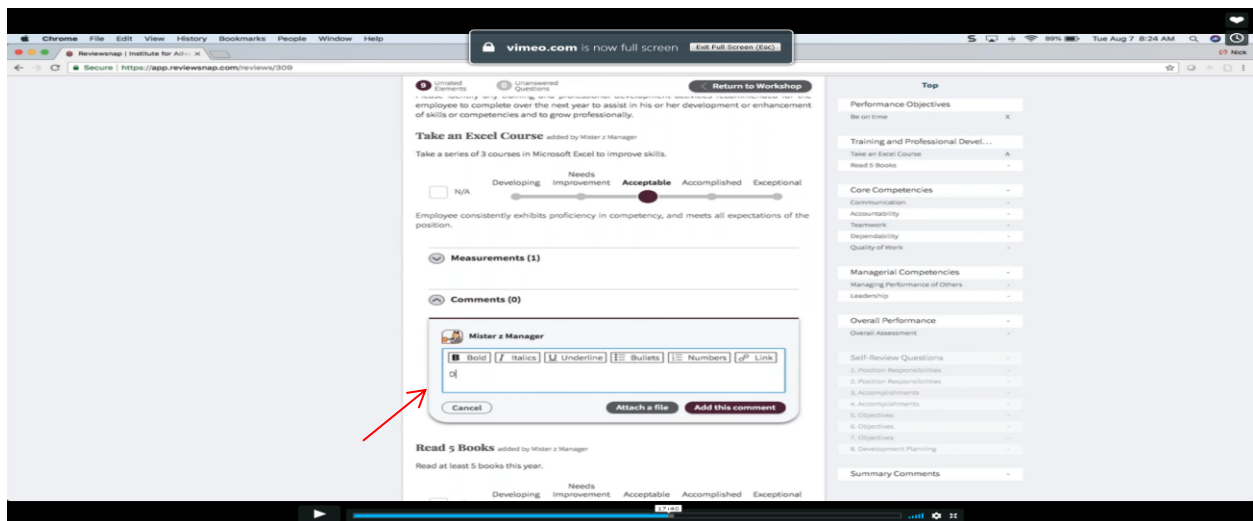 Chrome File Edit View History Bookmarks People Window Help
S 89% Tue Aug 7 8:24 AM
Reviewsnap | Institute for Adv
Nick
vimeo.com is now full screen Exit Full Screen (Esc)
Secure https://app.reviewsnap.com/reviews/309
9 Unrated Elements
0 Unanswered Questions
Return to Workshop
employee to complete over the next year to assist in his or her development or enhancement
of skills or competencies and to grow professionally.
Take an Excel Course added by Mister z Manager
Take a series of 3 courses in Microsoft Excel to improve skills.
N/A
Developing Needs Improvement Acceptable Accomplished Exceptional
Employee consistently exhibits proficiency in competency, and meets all expectations of the
position.
Measurements (1)
Comments (0)
Mister z Manager
B Bold I Italics U Underline Bullets Numbers Link
D
Cancel Attach a file Add this comment
Read 5 Books added by Mister z Manager
Read at least 5 books this year.
Needs
Developing Improvement Acceptable Accomplished Exceptional
Top
Performance Objectives
Be on time X
Training and Professional Devel...
Take an Excel Course A
Read 5 Books -
Core Competencies -
Communication -
Accountability -
Teamwork -
Dependability -
Quality of Work -
Managerial Competencies -
Managing Performance of Others -
Leadership -
Overall Performance -
Overall Assessment -
Self-Review Questions -
1. Position Responsibilities -
2. Position Responsibilities -
3. Accomplishments -
4. Accomplishments -
5. Objectives -
6. Objectives -
7. Objectives -
8. Development Planning -
Summary Comments -
17:40